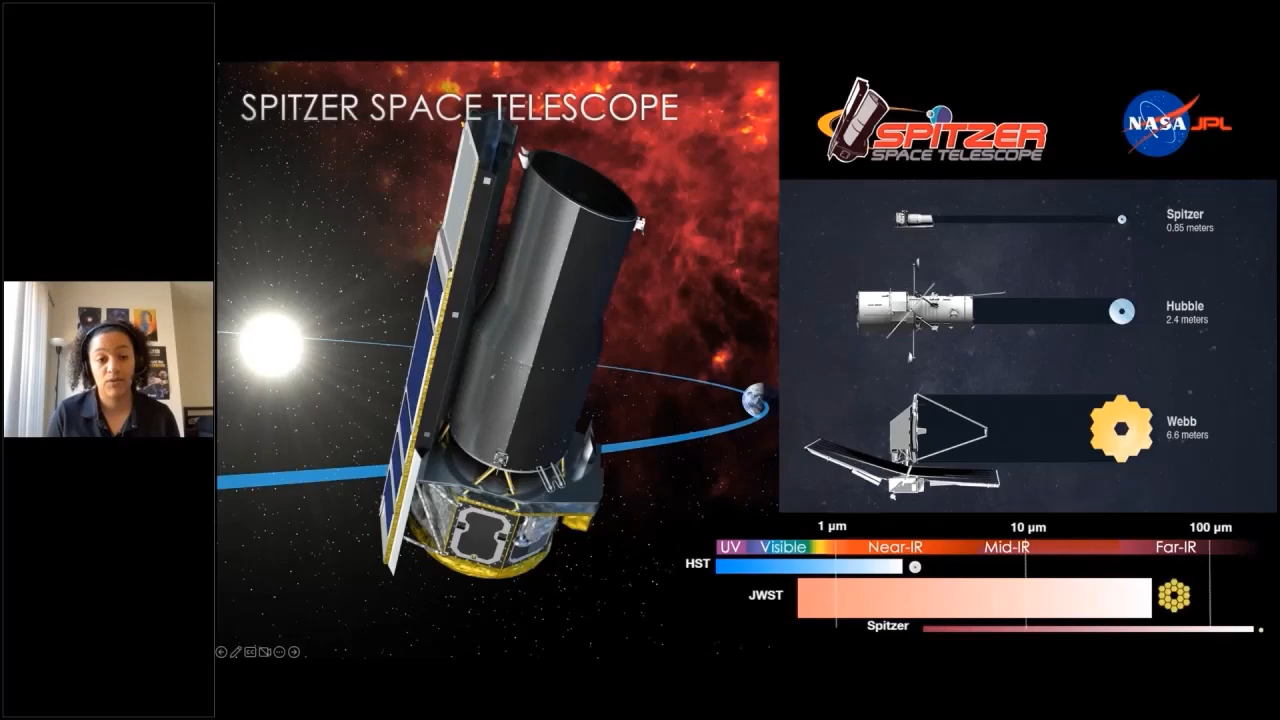 SPITZER SPACE TELESCOPE
SPITZER
SPACE TELESCOPE
NASA JPL
Spitzer
0.85 meters
Hubble
2.4 meters
Webb
6.6 meters
1 µm 10 µm 100 µm
UV Visible Near-IR Mid-IR Far-IR
HST
JWST
Spitzer
CC